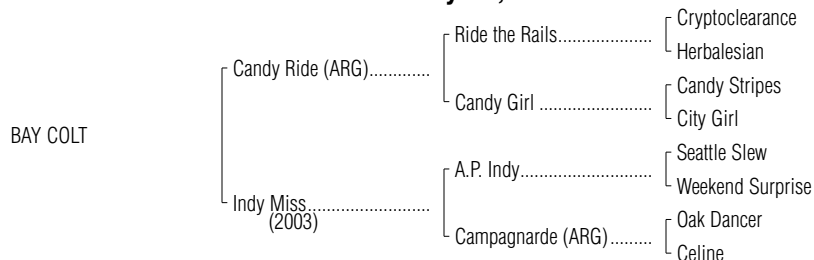 Cryptoclearance
Ride the Rails..................
Herbalesian
Candy Ride (ARG).............
Candy Stripes
Candy Girl ......................
City Girl
BAY COLT
Seattle Slew
A.P. Indy.........................
Weekend Surprise
Indy Miss.........................
(2003)
Oak Dancer
Campagnarde (ARG).........
Celine